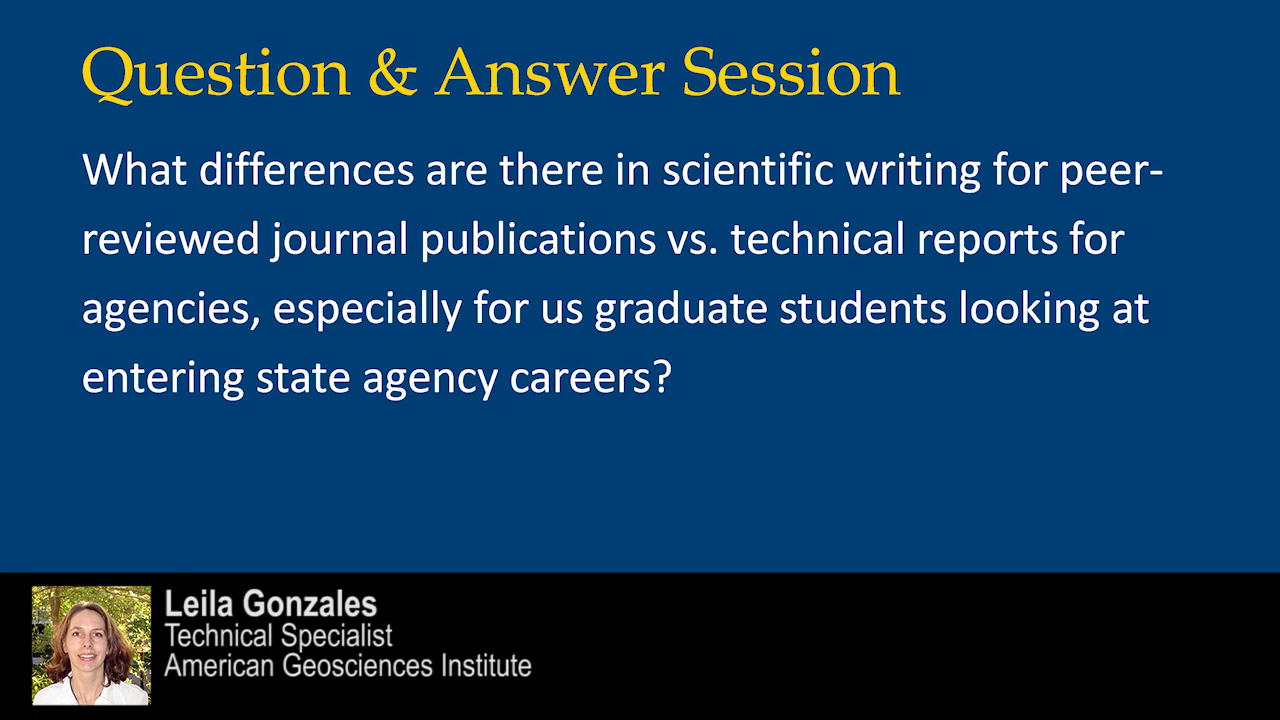 Question & Answer Session
What differences are there in scientific writing for peer-
reviewed journal publications vs. technical reports for
agencies, especially for us graduate students looking at
entering state agency careers?
Leila Gonzales
Technical Specialist
American Geosciences Institute